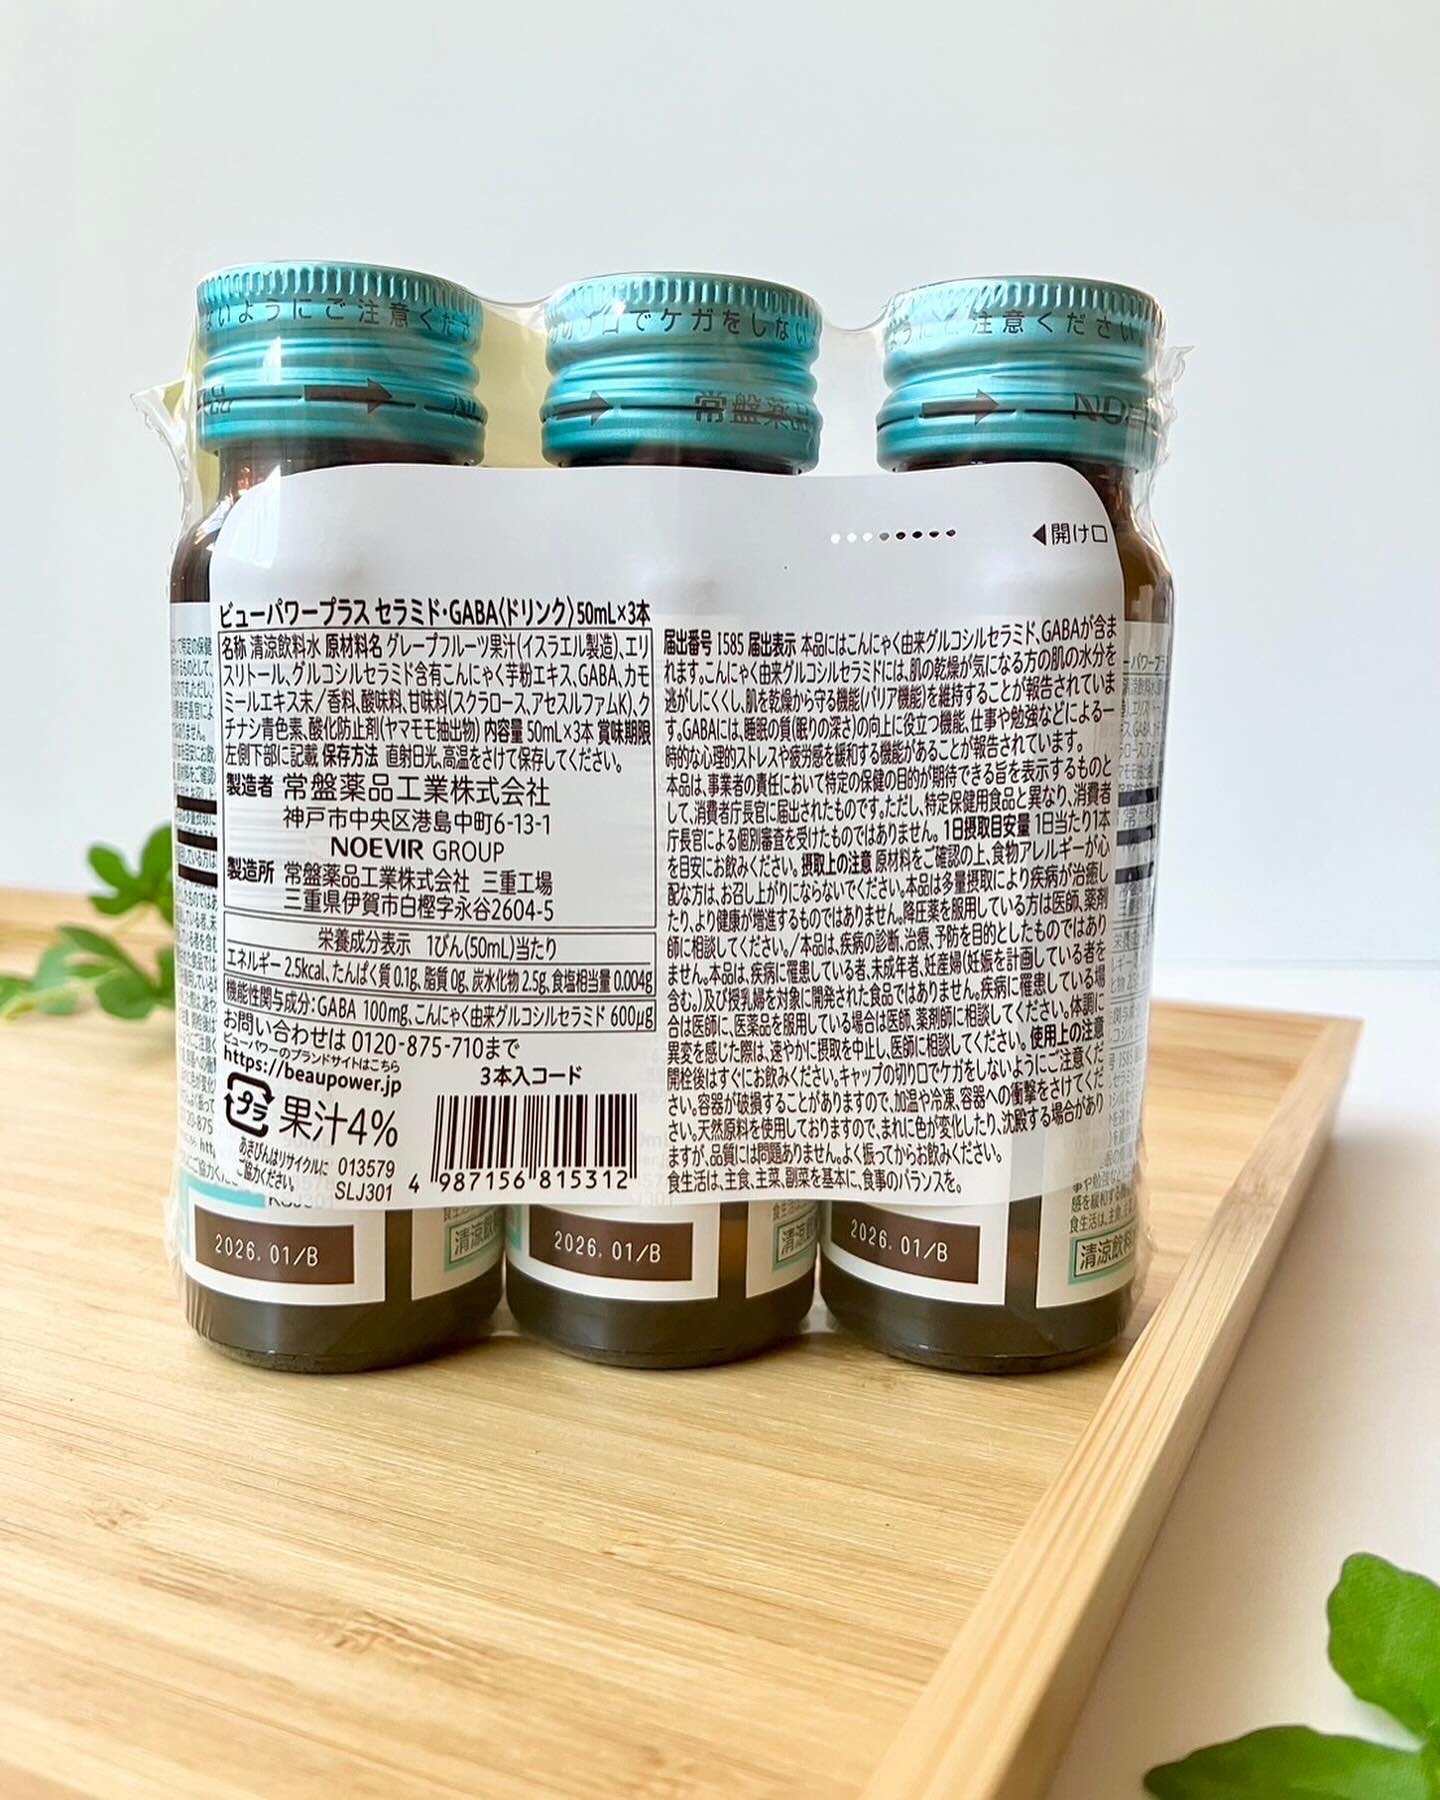 ないようにご注意くださ
口でケガをしない
ようにご注意ください
常盤薬品
開け口
ビューパワープラス セラミド・GABA〈ドリンク〉50mL×3本
名称 清涼飲料水 原材料名 グレープフルーツ果汁(イスラエル製造)、エリ
スリトール、グルコシルセラミド含有こんにゃく芋粉エキス、GABA、カモ
ミールエキス末/香料、酸味料、甘味料(スクラロース、アセスルファムK)、ク
チナシ青色素、酸化防止剤(ヤマモモ抽出物) 内容量 50mL×3本 賞味期限
左側下部に記載 保存方法 直射日光、高温をさけて保存してください。
製造者 常盤薬品工業株式会社
神戸市中央区港島中町6-13-1
NOEVIR GROUP
製造所 常盤薬品工業株式会社 三重工場
三重県伊賀市白樫字永谷2604-5
栄養成分表示 1びん(50mL)当たり
エネルギー 2.5kcal、たんぱく質 0.1g、脂質 0g、炭水化物 2.5g、食塩相当量 0.004g
機能性関与成分:GABA 100mg、こんにゃく由来グルコシルセラミド 600μg
お問い合わせは 0120-875-710まで
ビューパワーのブランドサイトはこちら
https://beaupower.jp
プラ 果汁4%
あきびんはリサイクルに
ご協力ください。
013579
SLJ301
3本入コード
4 987156 815312
届出番号 I585 届出表示 本品にはこんにゃく由来グルコシルセラミド、GABAが含ま
れます。こんにゃく由来グルコシルセラミドには、肌の乾燥が気になる方の肌の水分を
逃がしにくくし、肌を乾燥から守る機能(バリア機能)を維持することが報告されていま
す。GABAには、睡眠の質(眠りの深さ)の向上に役立つ機能、仕事や勉強などによる一
時的な心理的ストレスや疲労感を緩和する機能があることが報告されています。
本品は、事業者の責任において特定の保健の目的が期待できる旨を表示するものと
して、消費者庁長官に届出されたものです。ただし、特定保健用食品と異なり、消費者
庁長官による個別審査を受けたものではありません。1日摂取目安量 1日当たり1本
を目安にお飲みください。摂取上の注意 原材料をご確認の上、食物アレルギーが心
配な方は、お召し上がりにならないでください。本品は多量摂取により疾病が治癒し
たり、より健康が増進するものではありません。降圧薬を服用している方は医師、薬剤
師に相談してください。/本品は、疾病の診断、治療、予防を目的としたものではあり
ません。本品は、疾病に罹患している者、未成年者、妊産婦(妊娠を計画している者を
含む。)及び授乳婦を対象に開発された食品ではありません。疾病に罹患している場
合は医師に、医薬品を服用している場合は医師、薬剤師に相談してください。体調に
異変を感じた際は、速やかに摂取を中止し、医師に相談してください。使用上の注意
開栓後はすぐにお飲みください。キャップの切り口でケガをしないようにご注意くだ
さい。容器が破損することがありますので、加温や冷凍、容器への衝撃をさけてくだ
さい。天然原料を使用しておりますので、まれに色が変化したり、沈殿する場合があり
ますが、品質には問題ありません。よく振ってからお飲みください。
食生活は、主食、主菜、副菜を基本に、食事のバランスを。
2026. 01/B
2026. 01/B
2026. 01/B
清涼飲料